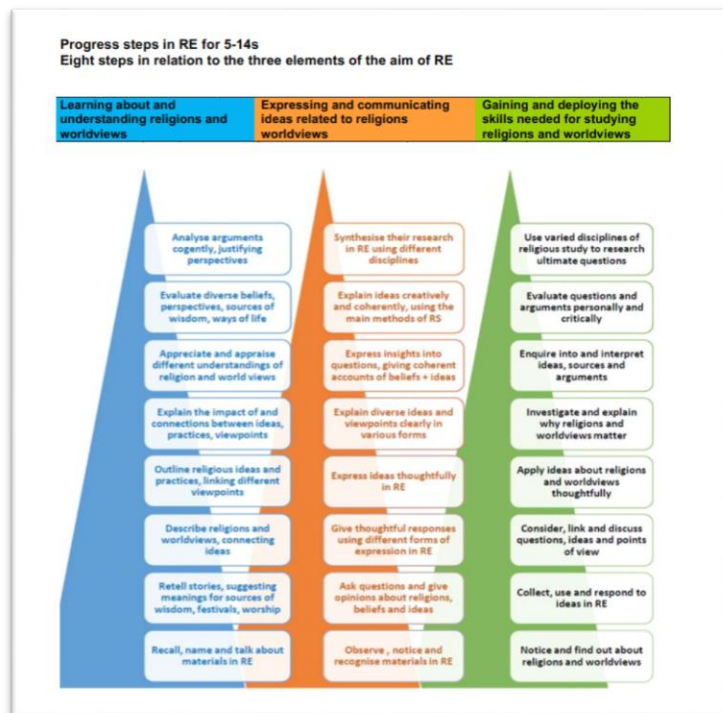 Progress steps in RE for 5-14s
Eight steps in relation to the three elements of the aim of RE
Learning about and
understanding religions and
worldviews
Expressing and communicating
ideas related to religions
worldviews
Gaining and deploying the
skills needed for studying
religions and worldviews
Analyse arguments
cogently, justifying
perspectives
Evaluate diverse beliefs,
perspectives, sources of
wisdom, ways of life
Appreciate and appraise
different understandings of
religion and world views
Explain the impact of and
connections between ideas,
practices, viewpoints
Outline religious ideas and
practices, linking different
viewpoints
Describe religions and
worldviews, connecting
ideas
Retell stories, suggesting
meanings for sources of
wisdom, festivals, worship
Recall, name and talk about
materials in RE
Synthesise their research
in RE using different
disciplines
Explain ideas creatively
and coherently, using the
main methods of RS
Express insights into
questions, giving coherent
accounts of beliefs + ideas
Explain diverse ideas and
viewpoints clearly in
various forms
Express ideas thoughtfully
in RE
Give thoughtful responses
using different forms of
expression in RE
Ask questions and give
opinions about religions,
beliefs and ideas
Observe , notice and
recognise materials in RE
Use varied disciplines of
religious study to research
ultimate questions
Evaluate questions and
arguments personally and
critically
Enquire into and interpret
ideas, sources and
arguments
Investigate and explain
why religions and
worldviews matter
Apply ideas about religions
and worldviews
thoughtfully
Consider, link and discuss
questions, ideas and points
of view
Collect, use and respond to
ideas in RE
Notice and find out about
religions and worldviews